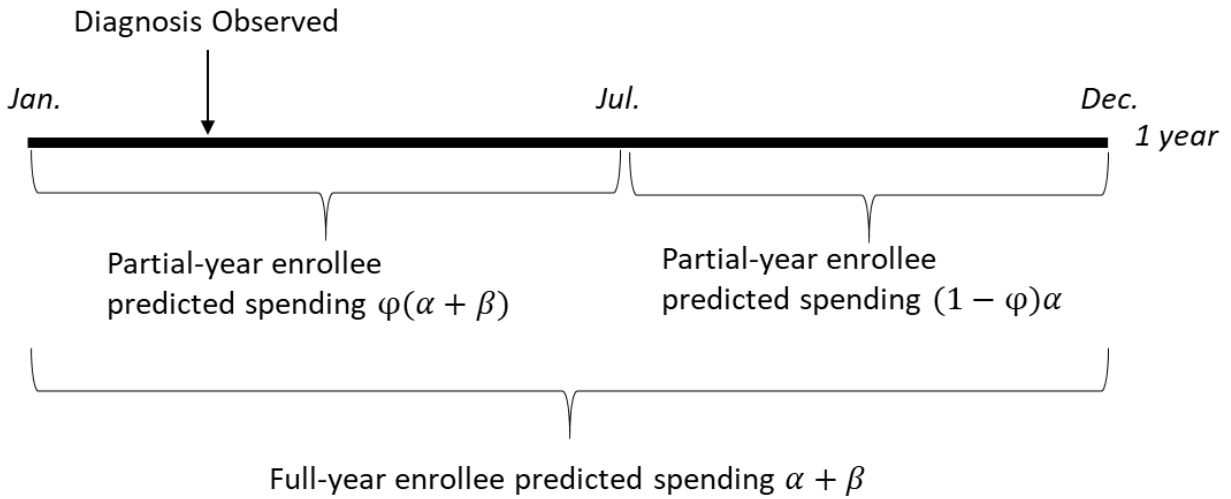 Diagnosis Observed
Jan.
Jul.
Dec.
1 year
Partial-year enrollee
predicted spending φ(α + β)
Partial-year enrollee
predicted spending (1 − φ)α
Full-year enrollee predicted spending α + β